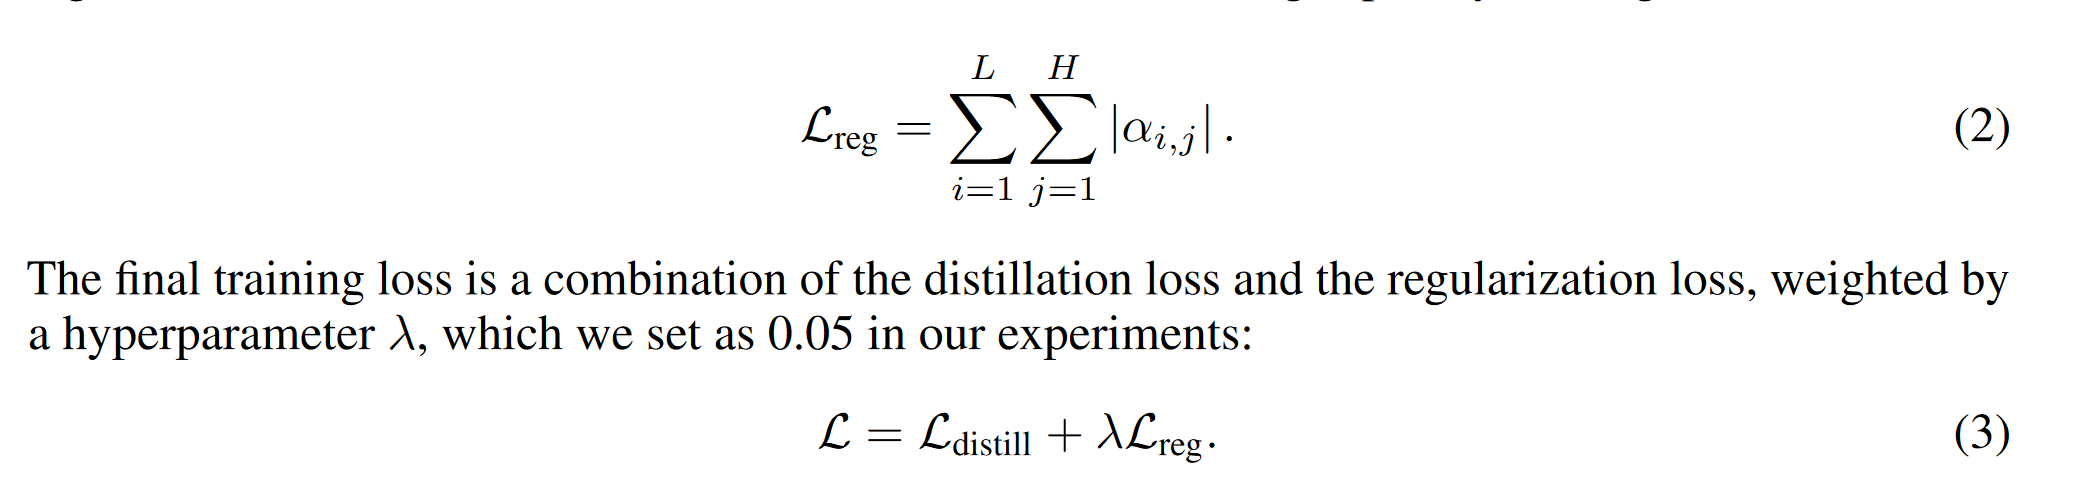 L H
ℒreg = ∑ ∑ |αi,j| . (2)
i=1 j=1
The final training loss is a combination of the distillation loss and the regularization loss, weighted by
a hyperparameter λ, which we set as 0.05 in our experiments:
ℒ = ℒdistill + λℒreg. (3)